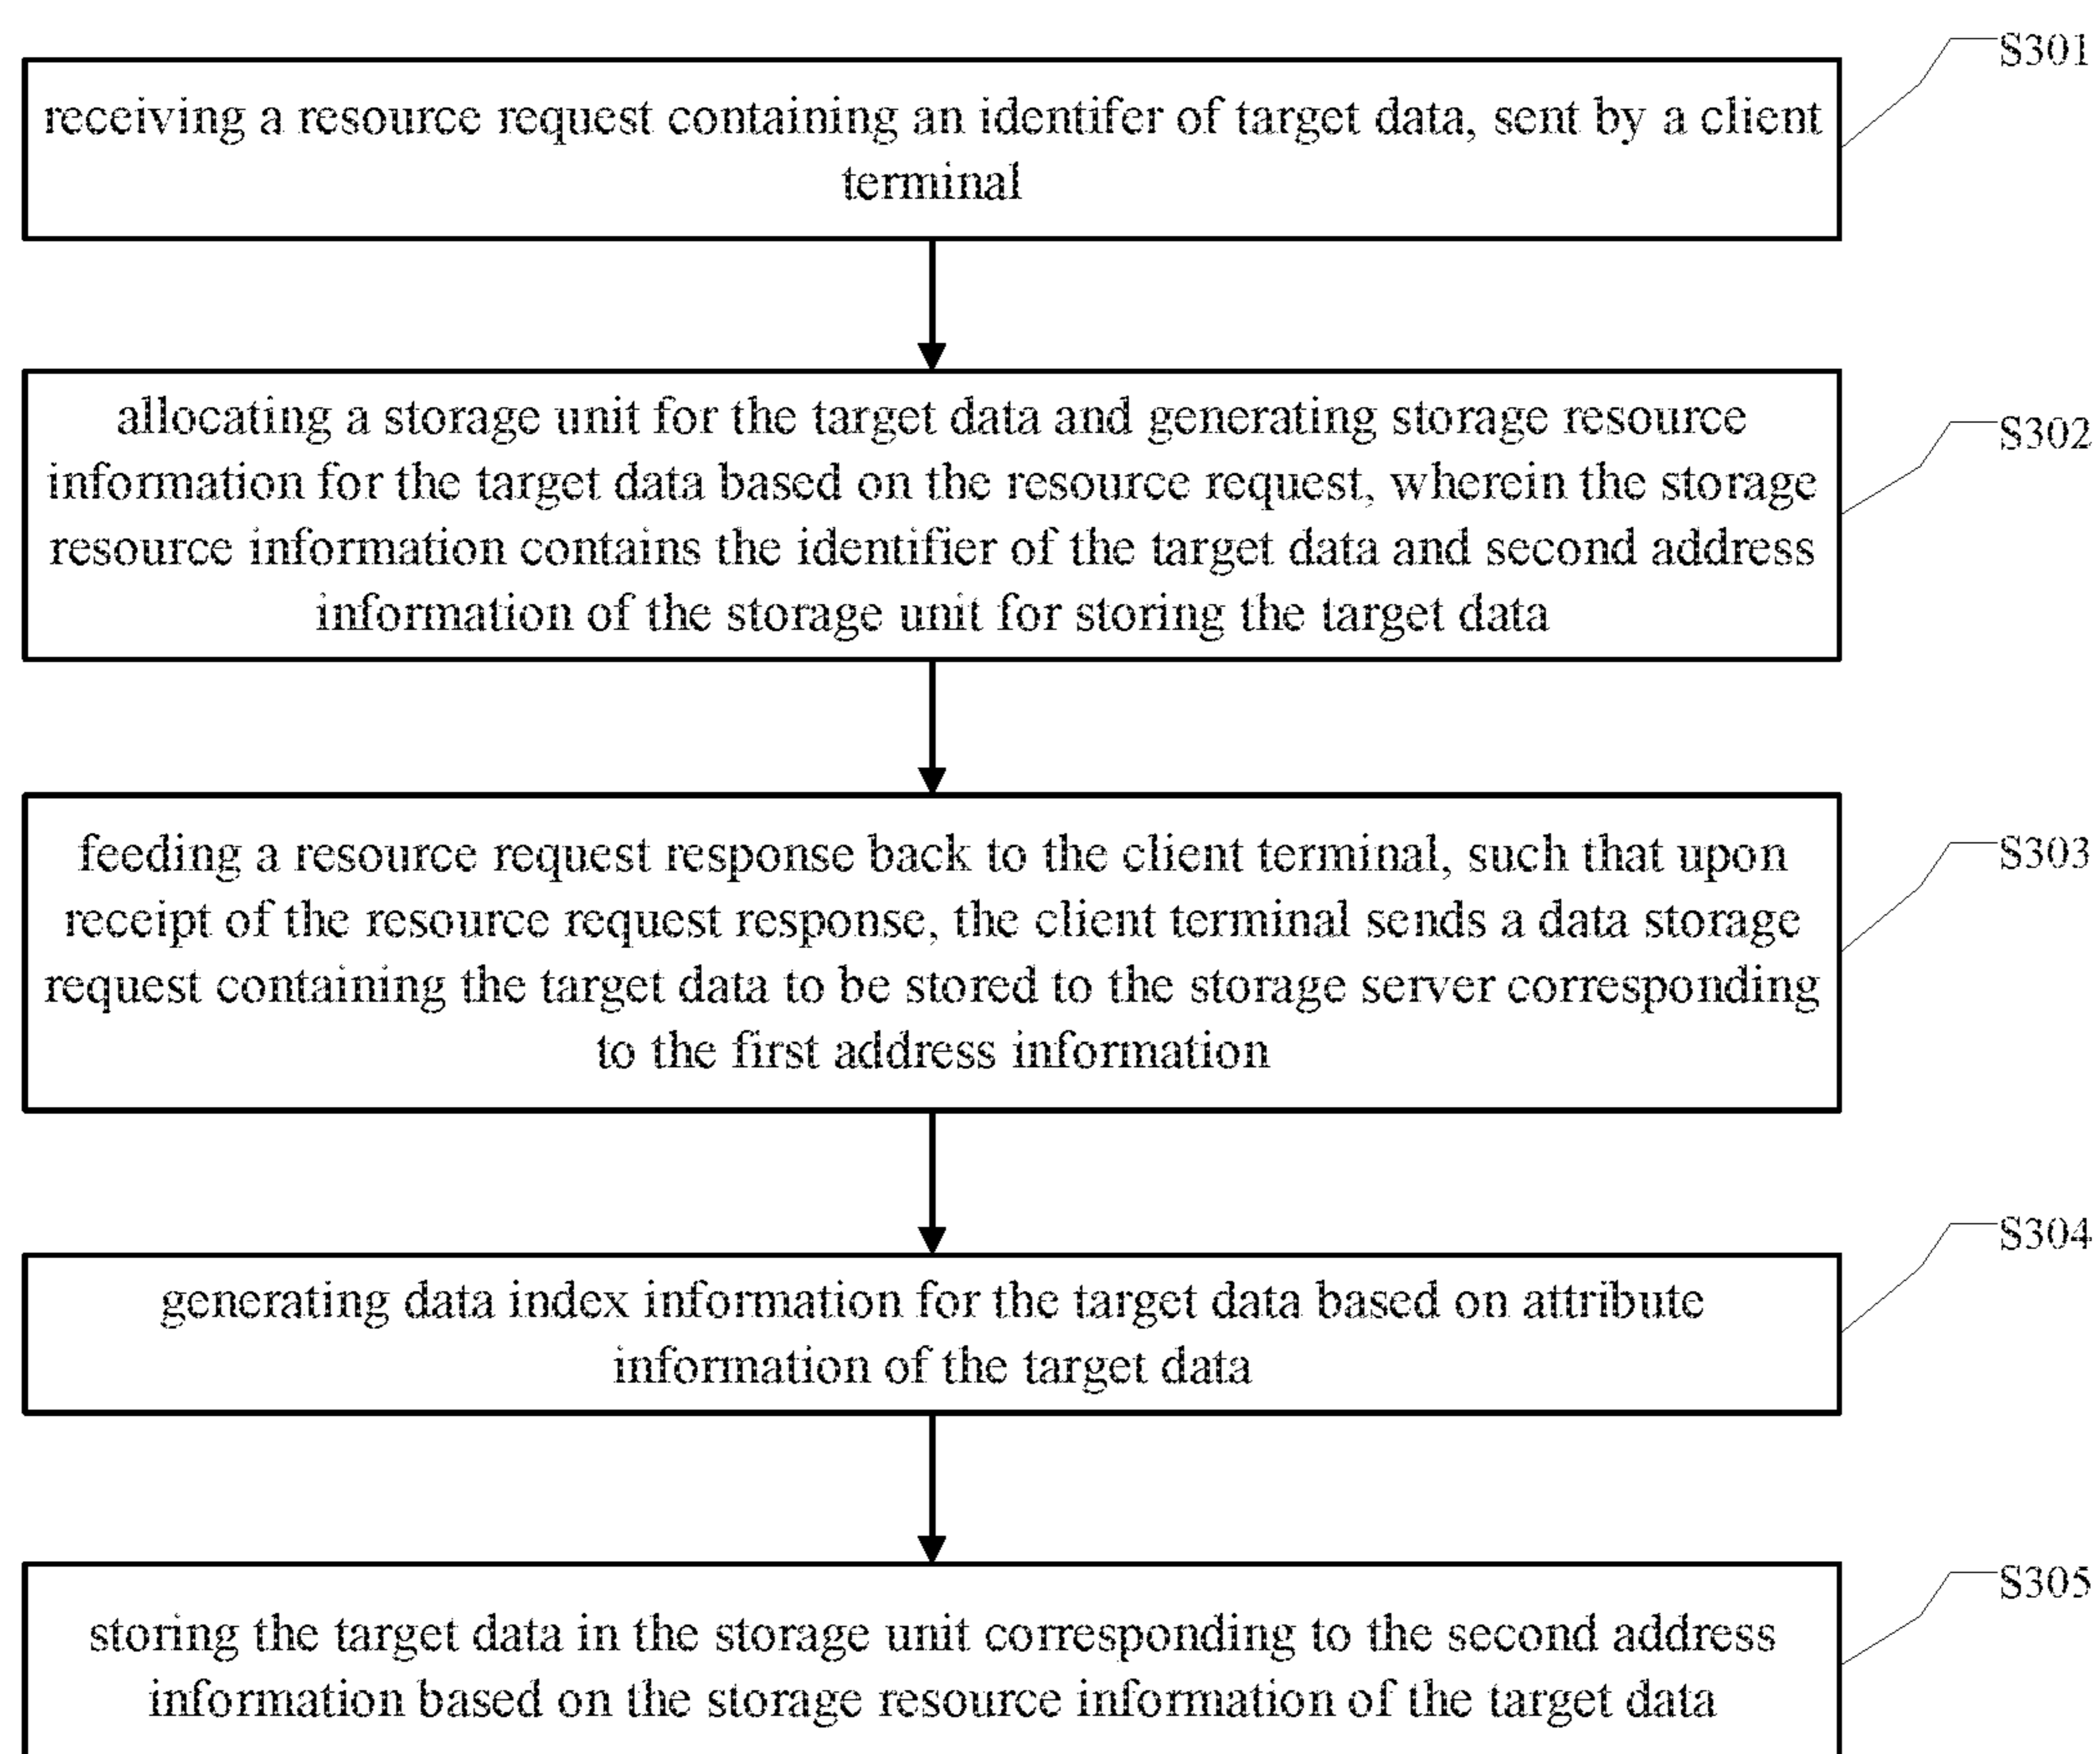 S301
receiving a resource request containing an identifer of target data, sent by a client
terminal
S302
allocating a storage unit for the target data and generating storage resource
information for the target data based on the resource request, wherein the storage
resource information contains the identifier of the target data and second address
information of the storage unit for storing the target data
S303
feeding a resource request response back to the client terminal, such that upon
receipt of the resource request response, the client terminal sends a data storage
request containing the target data to be stored to the storage server corresponding
to the first address information
S304
generating data index information for the target data based on attribute
information of the target data
S305
storing the target data in the storage unit corresponding to the second address
information based on the storage resource information of the target data